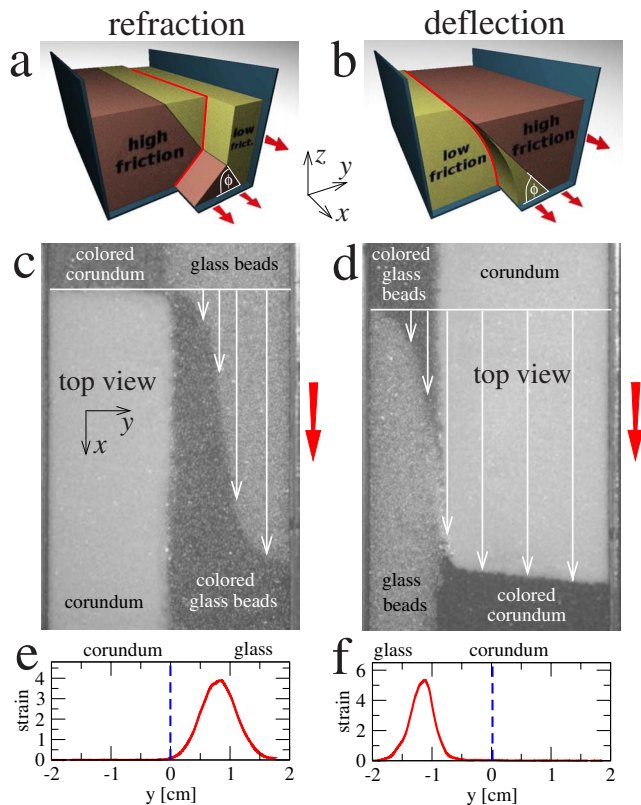 refraction
deflection
a
b
high
friction
low
frict.
ϕ
z
y
x
low
friction
high
friction
ϕ
c
colored
corundum
glass beads
top view
y
x
corundum
colored
glass beads
d
colored
glass
beads
corundum
top view
glass
beads
colored
corundum
e
corundum
glass
strain
4
3
2
1
0
-2
-1
0
1
2
y [cm]
f
glass
corundum
strain
6
4
2
0
-2
-1
0
1
2
y [cm]